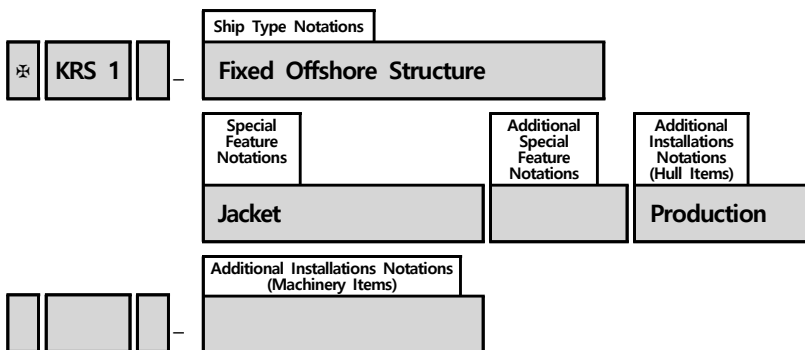 Ship Type Notations
✠ KRS 1 – Fixed Offshore Structure
Special
Feature
Notations
Additional
Special
Feature
Notations
Additional
Installations
Notations
(Hull Items)
Jacket
Production
Additional Installations Notations
(Machinery Items)
–